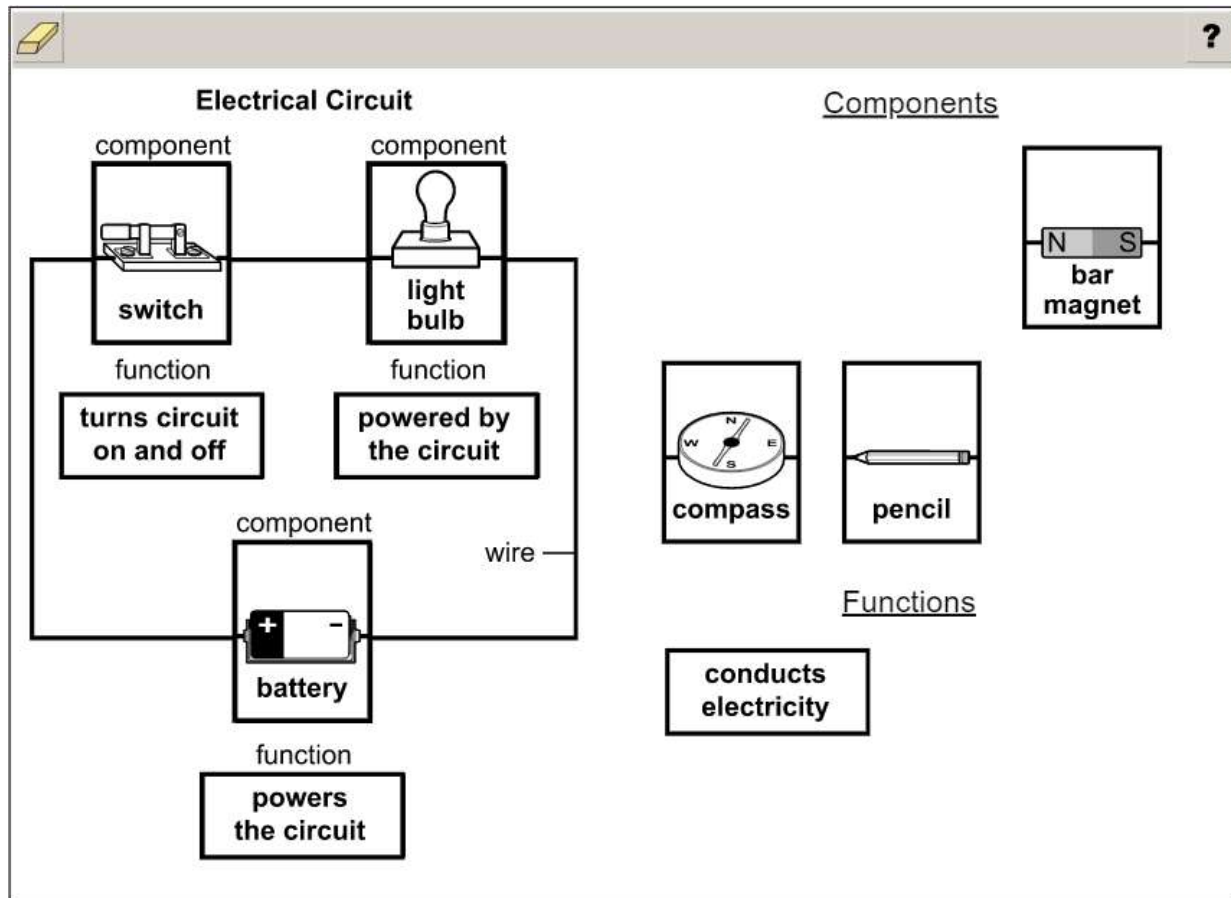 ?
Electrical Circuit
component
component
switch
light
bulb
function
function
turns circuit
on and off
powered by
the circuit
component
wire
+ -
battery
function
powers
the circuit
Components
N S
bar
magnet
N
W E
S
compass
pencil
Functions
conducts
electricity